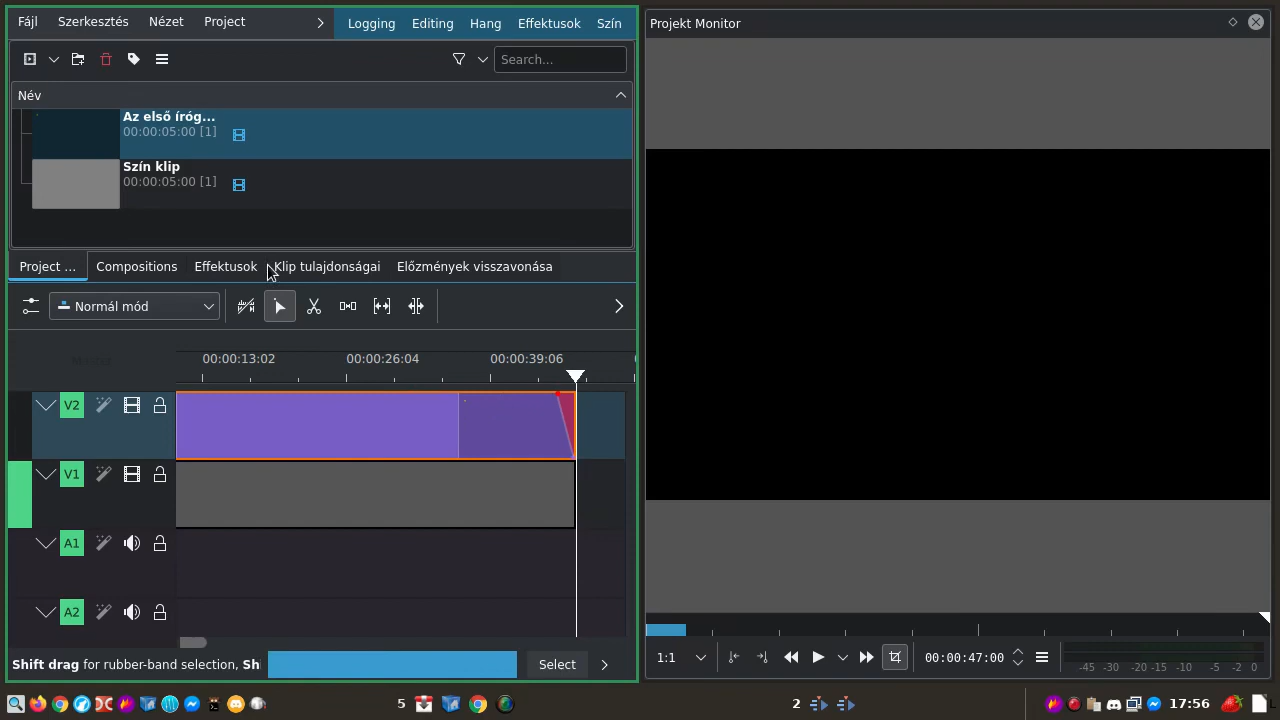 Fájl Szerkesztés Nézet Project Logging Editing Hang Effektusok Szín
Search...
Név
Az első íróg...
00:00:05:00 [1]
Szín klip
00:00:05:00 [1]
Project ... Compositions Effektusok Klip tulajdonságai Előzmények visszavonása
Normál mód
00:00:13:02 00:00:26:04 00:00:39:06
V2
V1
A1
A2
Shift drag for rubber-band selection, Shi
Select
Projekt Monitor
1:1
00:00:47:00
-45 -30 -20 -15 -10 -5 -2 0
5
2
17:56